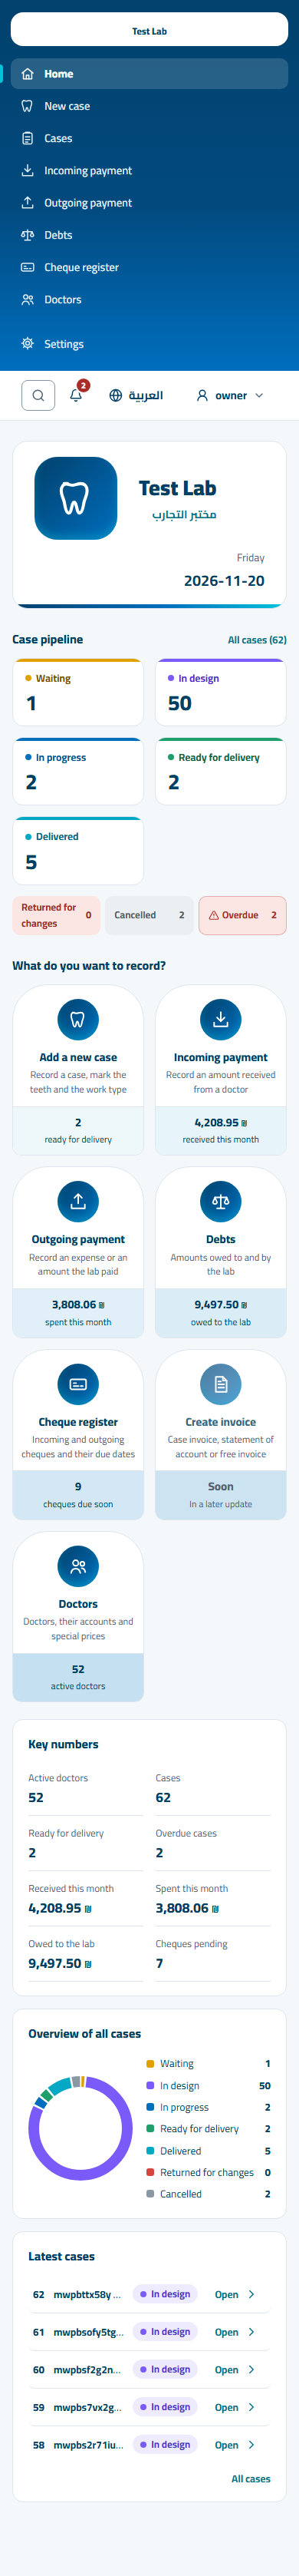 Test Lab
Home
New case
Cases
Incoming payment
Outgoing payment
Debts
Cheque register
Doctors
Settings
2
العربية
owner
Test Lab
مختبر التجارب
Friday
2026-11-20
Case pipeline
All cases (62)
Waiting
1
In design
50
In progress
2
Ready for delivery
2
Delivered
5
Returned for changes 0
Cancelled 2
Overdue 2
What do you want to record?
Add a new case
Record a case, mark the
teeth and the work type
2
ready for delivery
Incoming payment
Record an amount received
from a doctor
4,208.95 ₪
received this month
Outgoing payment
Record an expense or an
amount the lab paid
3,808.06 ₪
spent this month
Debts
Amounts owed to and by
the lab
9,497.50 ₪
owed to the lab
Cheque register
Incoming and outgoing
cheques and their due dates
9
cheques due soon
Create invoice
Case invoice, statement of
account or free invoice
Soon
In a later update
Doctors
Doctors, their accounts and
special prices
52
active doctors
Key numbers
Active doctors
52
Cases
62
Ready for delivery
2
Overdue cases
2
Received this month
4,208.95 ₪
Spent this month
3,808.06 ₪
Owed to the lab
9,497.50 ₪
Cheques pending
7
Overview of all cases
Waiting 1
In design 50
In progress 2
Ready for delivery 2
Delivered 5
Returned for changes 0
Cancelled 2
Latest cases
62 mwpbttx58y... In design Open
61 mwpbsofy5tg... In design Open
60 mwpbsf2g2n... In design Open
59 mwpbs7vx2g... In design Open
58 mwpbs2r71iu... In design Open
All cases